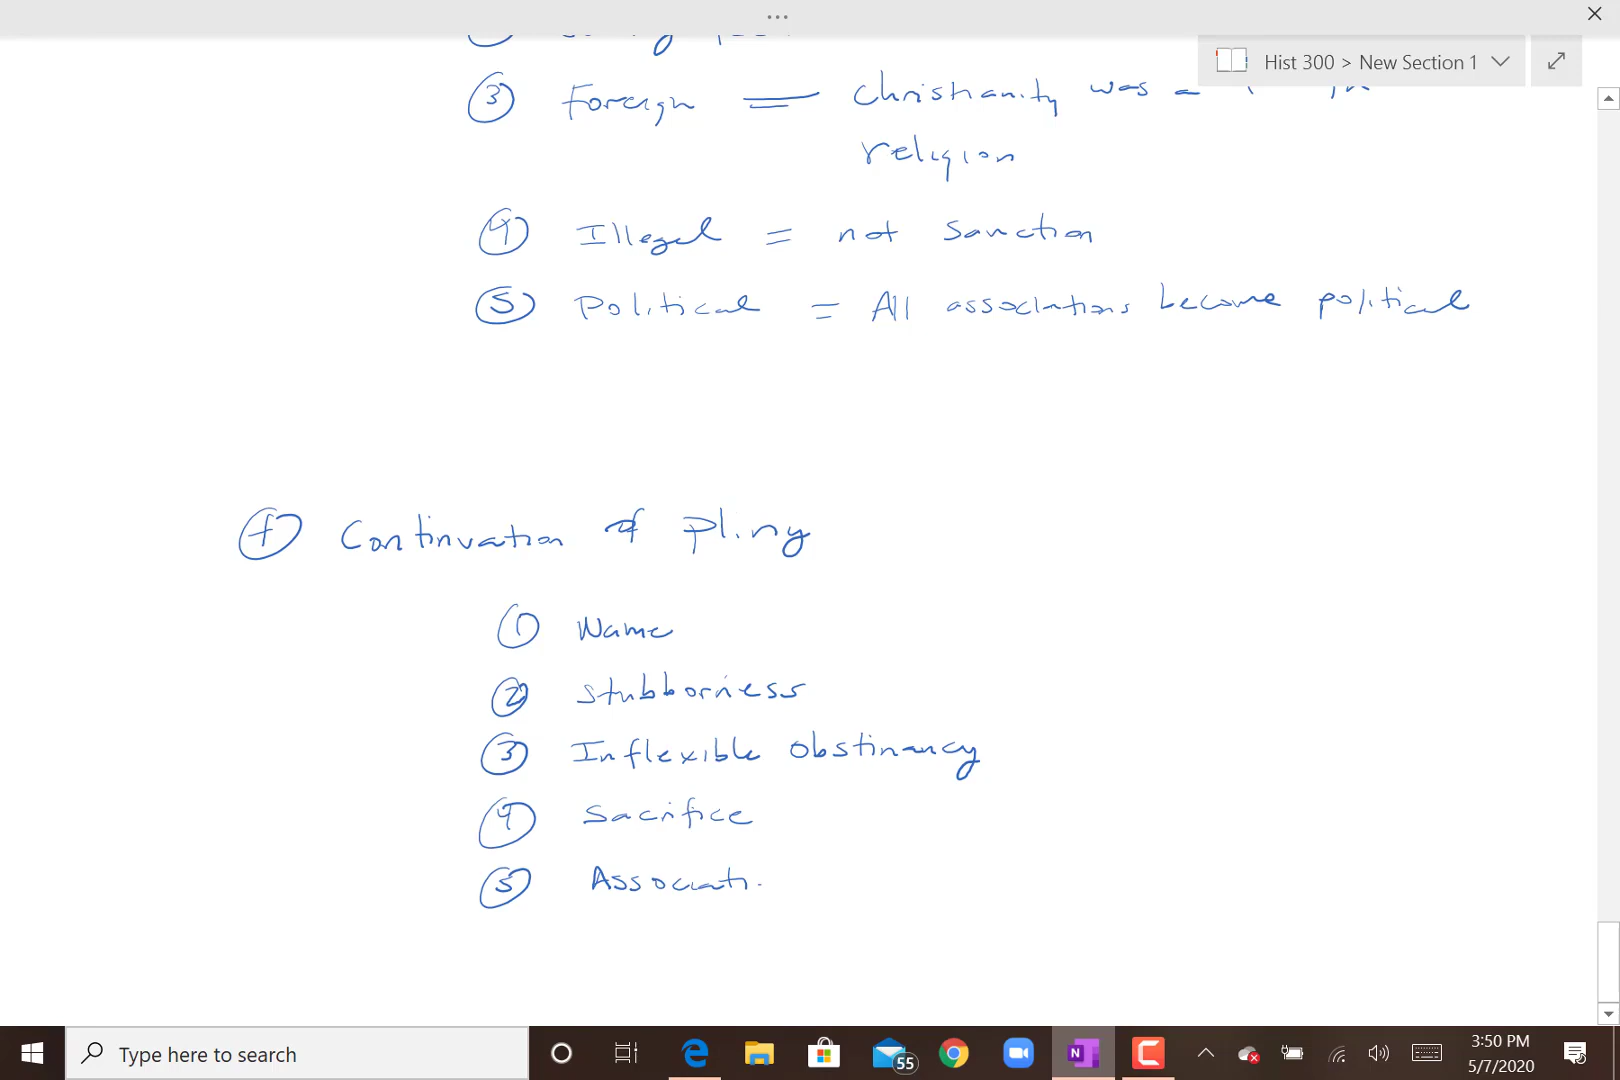 Hist 300 > New Section 1
③ Foreign = Christianity was a
religion
④ Illegal = not Sanction
⑤ Political = All associations become political
ⓕ Continuation of Pliny
① Name
② Stubborness
③ Inflexible Obstinancy
④ Sacrifice
⑤ Associati
Type here to search
55
3:50 PM
5/7/2020